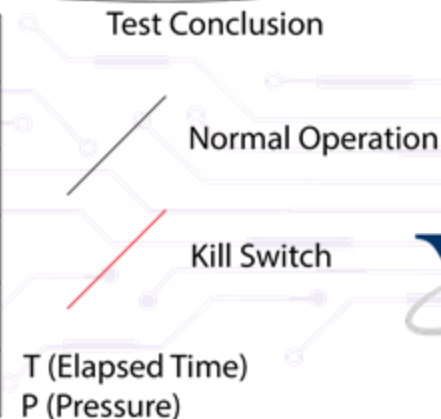 Test Conclusion
Normal Operation
Kill Switch
T (Elapsed Time)
P (Pressure)